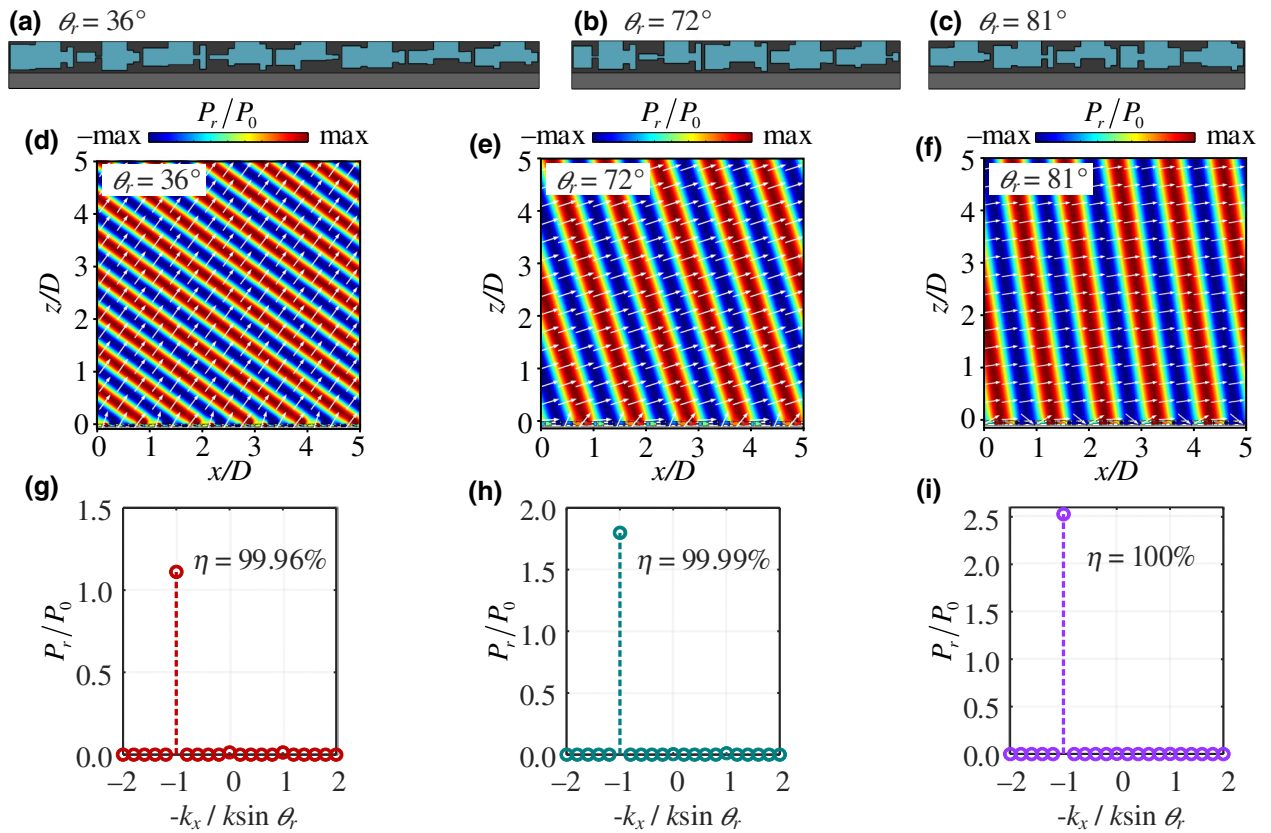 (a) θr = 36°
(b) θr = 72°
(c) θr = 81°
Pr/P0
−max max
Pr/P0
−max max
Pr/P0
−max max
(d)
θr = 36°
5
4
3
2
1
0
z/D
0 1 2 3 4 5
x/D
(e)
θr = 72°
5
4
3
2
1
0
z/D
0 1 2 3 4 5
x/D
(f)
θr = 81°
5
4
3
2
1
0
z/D
0 1 2 3 4 5
x/D
(g)
1.5
1.0
0.5
0.0
Pr/P0
η = 99.96%
−2 −1 0 1 2
-kx / ksin θr
(h)
2.0
1.5
1.0
0.5
0.0
Pr/P0
η = 99.99%
−2 −1 0 1 2
-kx / ksin θr
(i)
2.5
2.0
1.5
1.0
0.5
0.0
Pr/P0
η = 100%
−2 −1 0 1 2
-kx / ksin θr